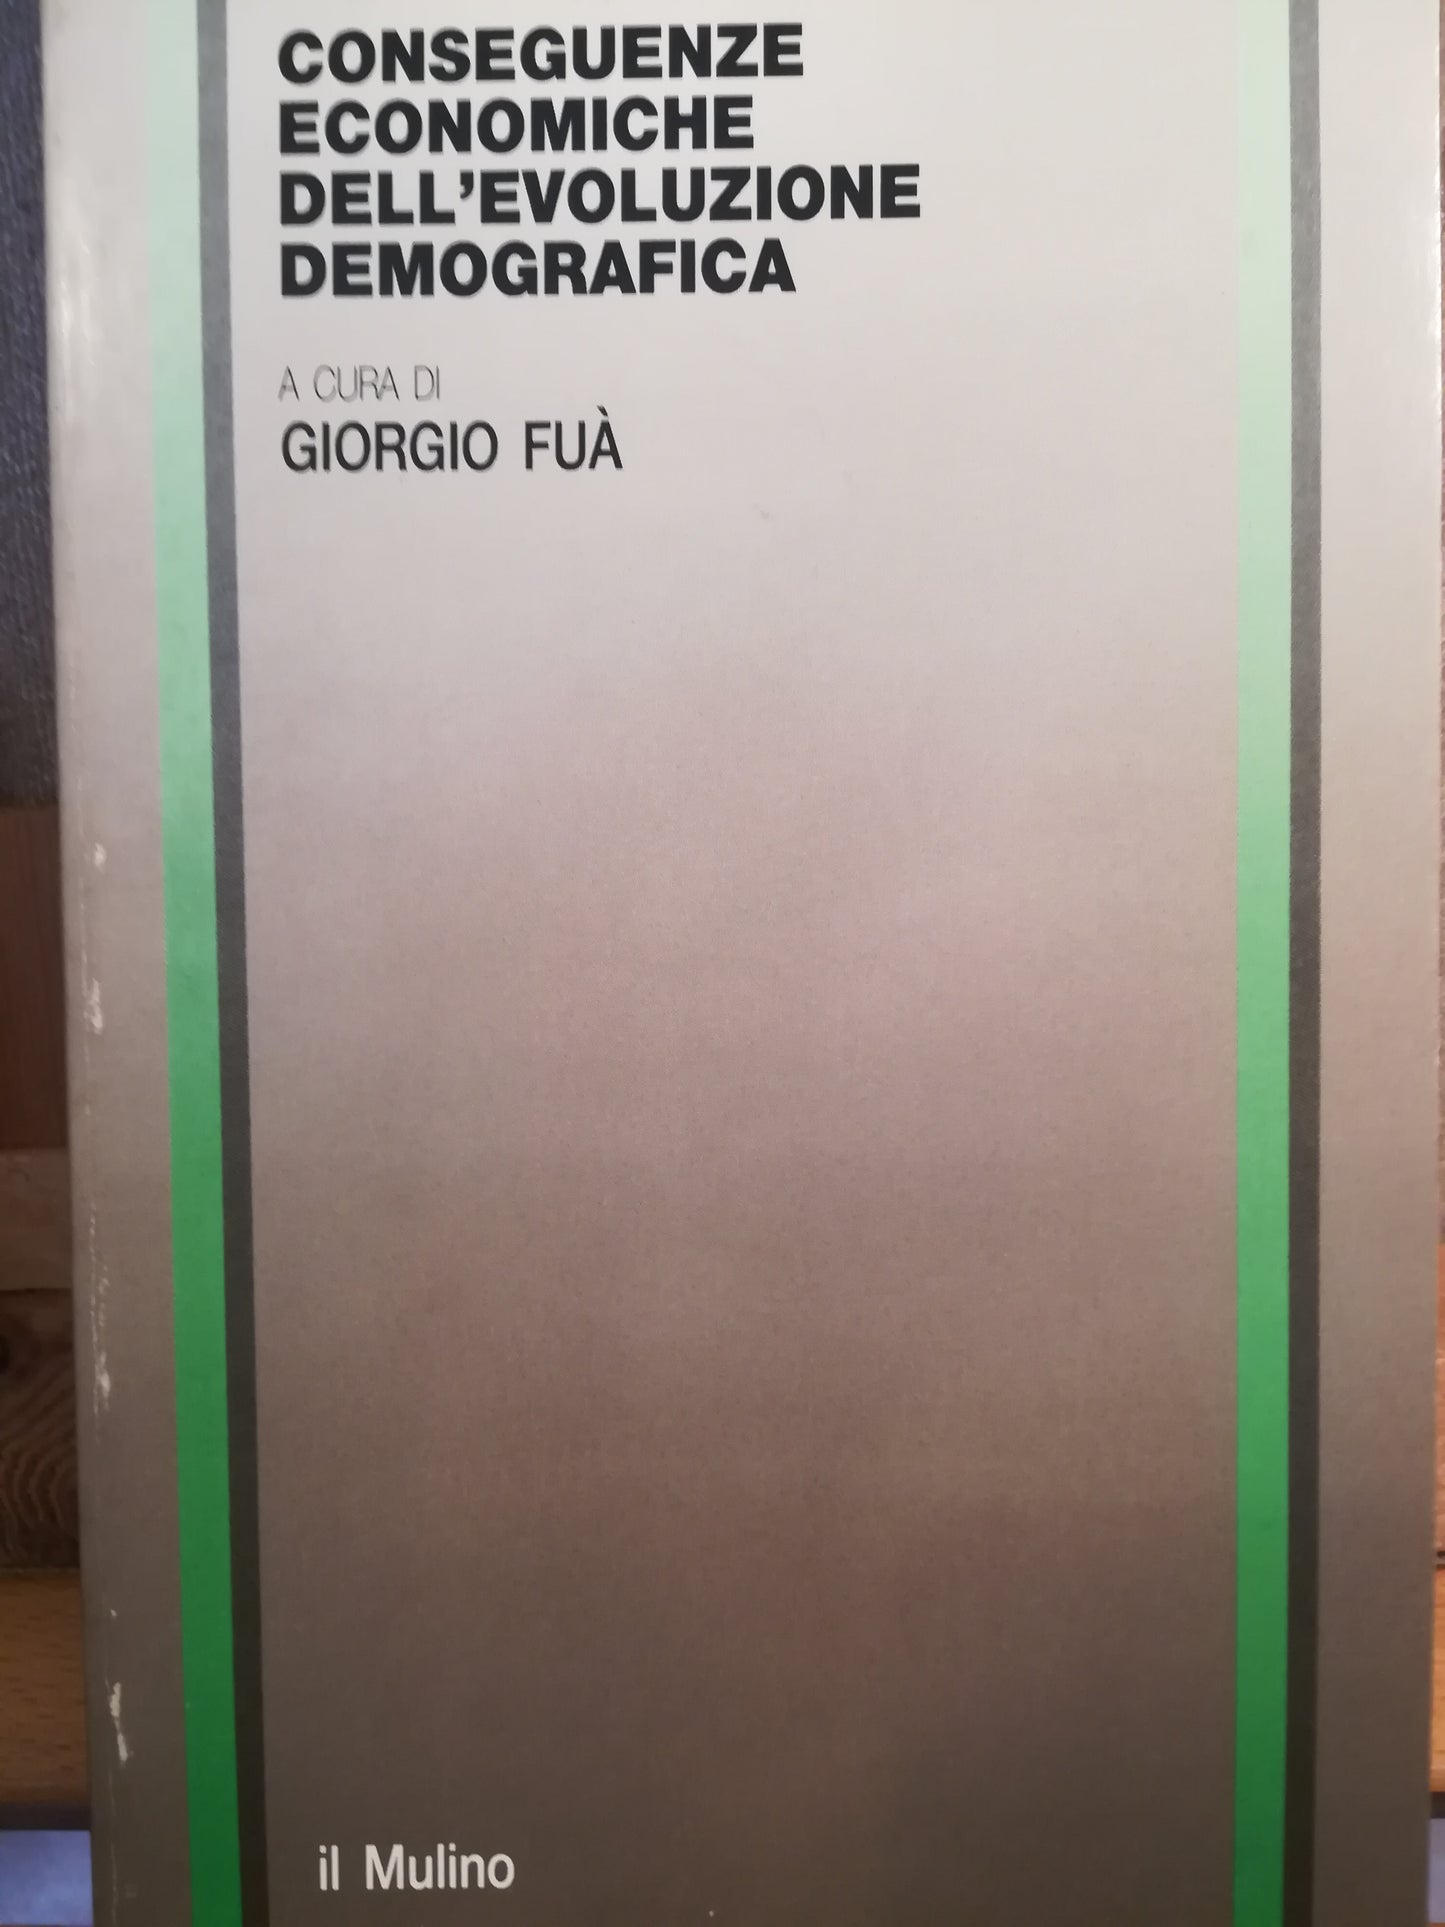 CONSEGUENZE
ECONOMICHE
DELL'EVOLUZIONE
DEMOGRAFICA
A CURA DI
GIORGIO FUÀ
il Mulino